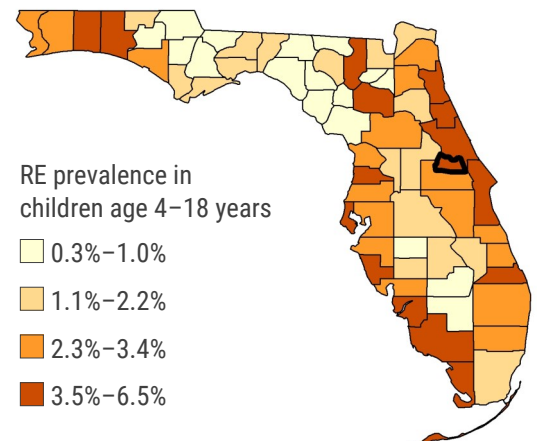 RE prevalence in
children age 4–18 years
0.3%–1.0%
1.1%–2.2%
2.3%–3.4%
3.5%–6.5%